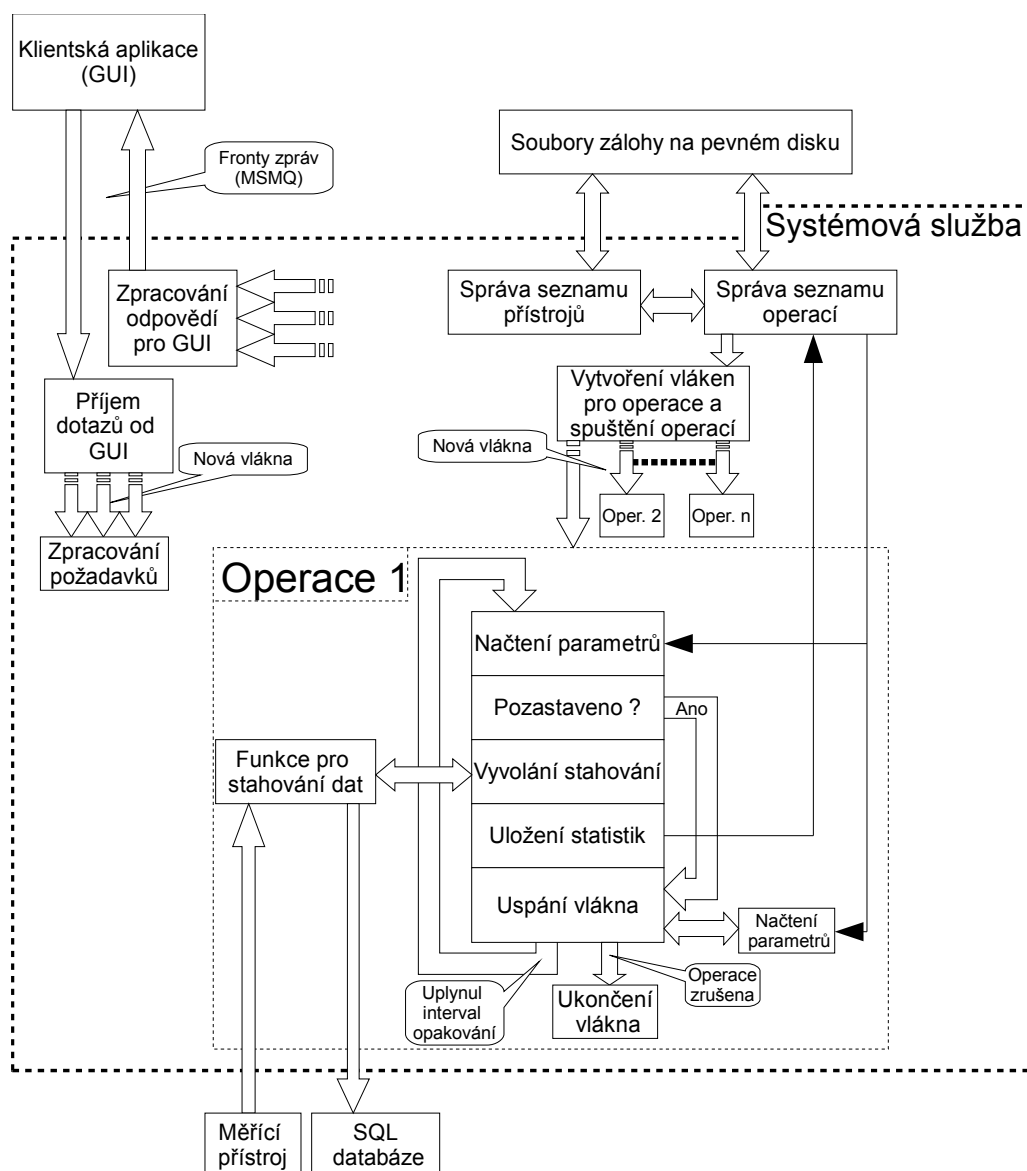 Klientská aplikace
(GUI)
Fronty zpráv
(MSMQ)
Soubory zálohy na pevném disku
Systémová služba
Zpracování
odpovědí
pro GUI
Správa seznamu
přístrojů
Správa seznamu
operací
Příjem
dotazů od
GUI
Nová vlákna
Vytvoření vláken
pro operace a
spuštění operací
Nová vlákna
Oper. 2
Oper. n
Zpracování
požadavků
Operace 1
Načtení parametrů
Pozastaveno ?
Ano
Vyvolání stahování
Funkce pro
stahování dat
Uložení statistik
Uspání vlákna
Načtení
parametrů
Uplynul
interval
opakování
Operace
zrušena
Ukončení
vlákna
Měřící
přístroj
SQL
databáze